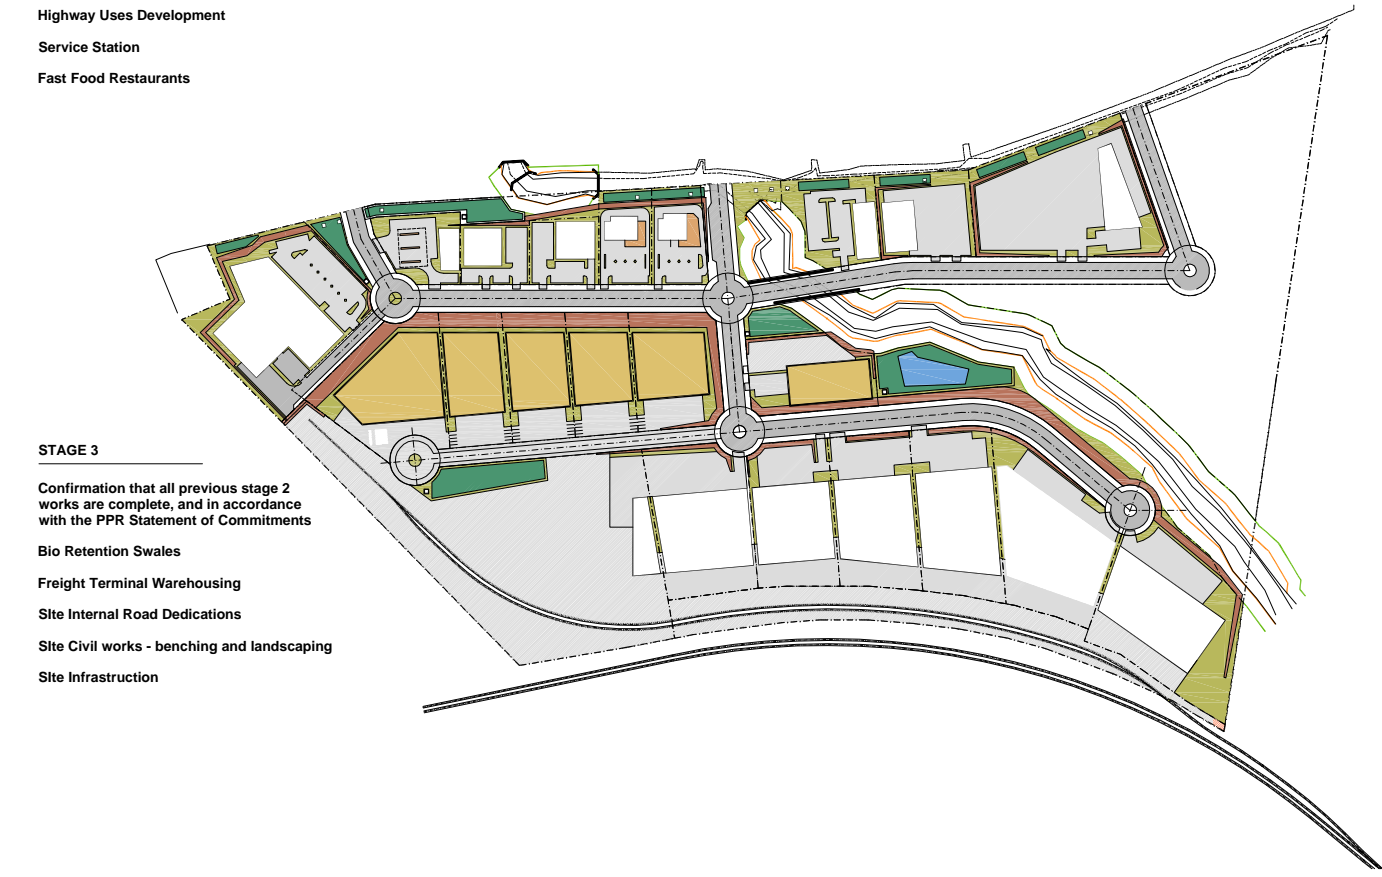 Highway Uses Development
Service Station
Fast Food Restaurants
STAGE 3
Confirmation that all previous stage 2
works are complete, and in accordance
with the PPR Statement of Commitments
Bio Retention Swales
Freight Terminal Warehousing
SIte Internal Road Dedications
SIte Civil works - benching and landscaping
SIte Infrastruction